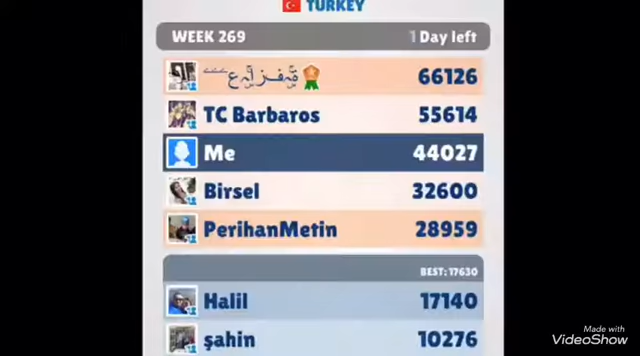 TURKEY
WEEK 269 1 Day left
66126
TC Barbaros 55614
Me 44027
Birsel 32600
PerihanMetin 28959
BEST: 17630
Halil 17140
şahin 10276
Made with
VideoShow